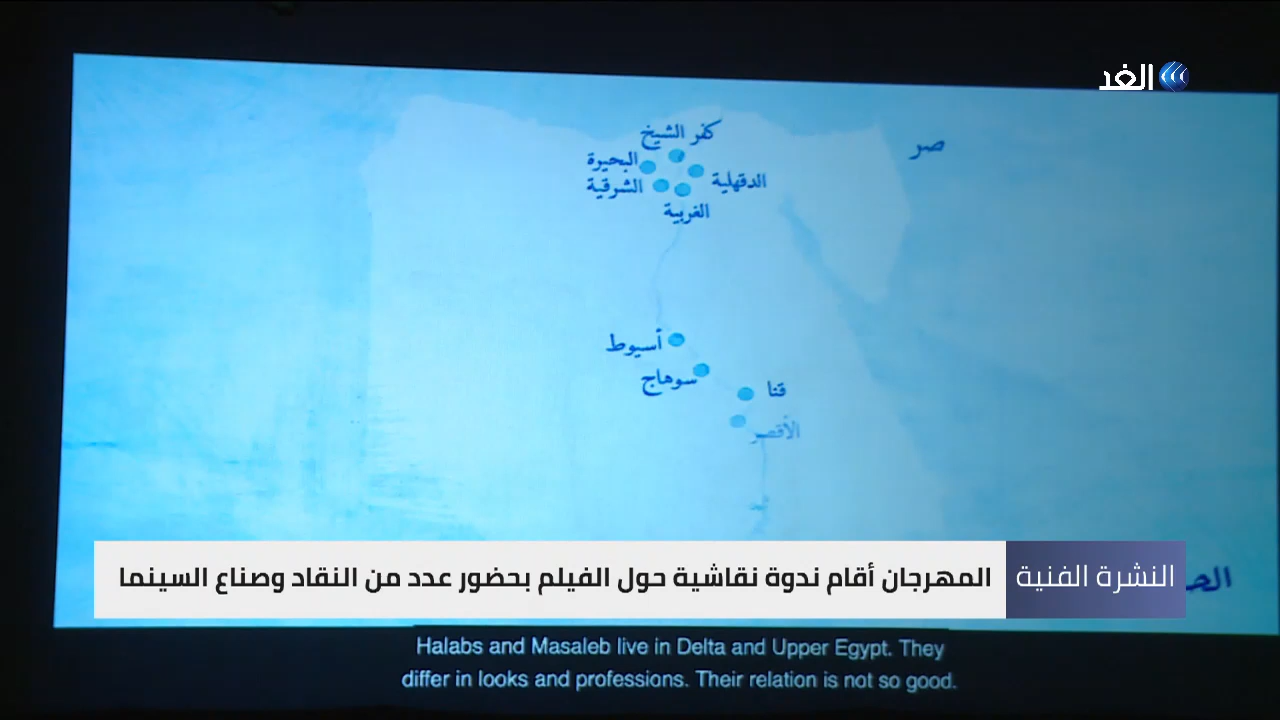 الغد
كفر الشيخ
صر
البحيرة
الدقهلية
الشرقية
الغربية
أسيوط
سوهاج
قنا
الأقصر
النشرة الفنية
المهرجان أقام ندوة نقاشية حول الفيلم بحضور عدد من النقاد وصناع السينما
Halabs and Masaleb live in Delta and Upper Egypt. They
differ in looks and professions. Their relation is not so good.